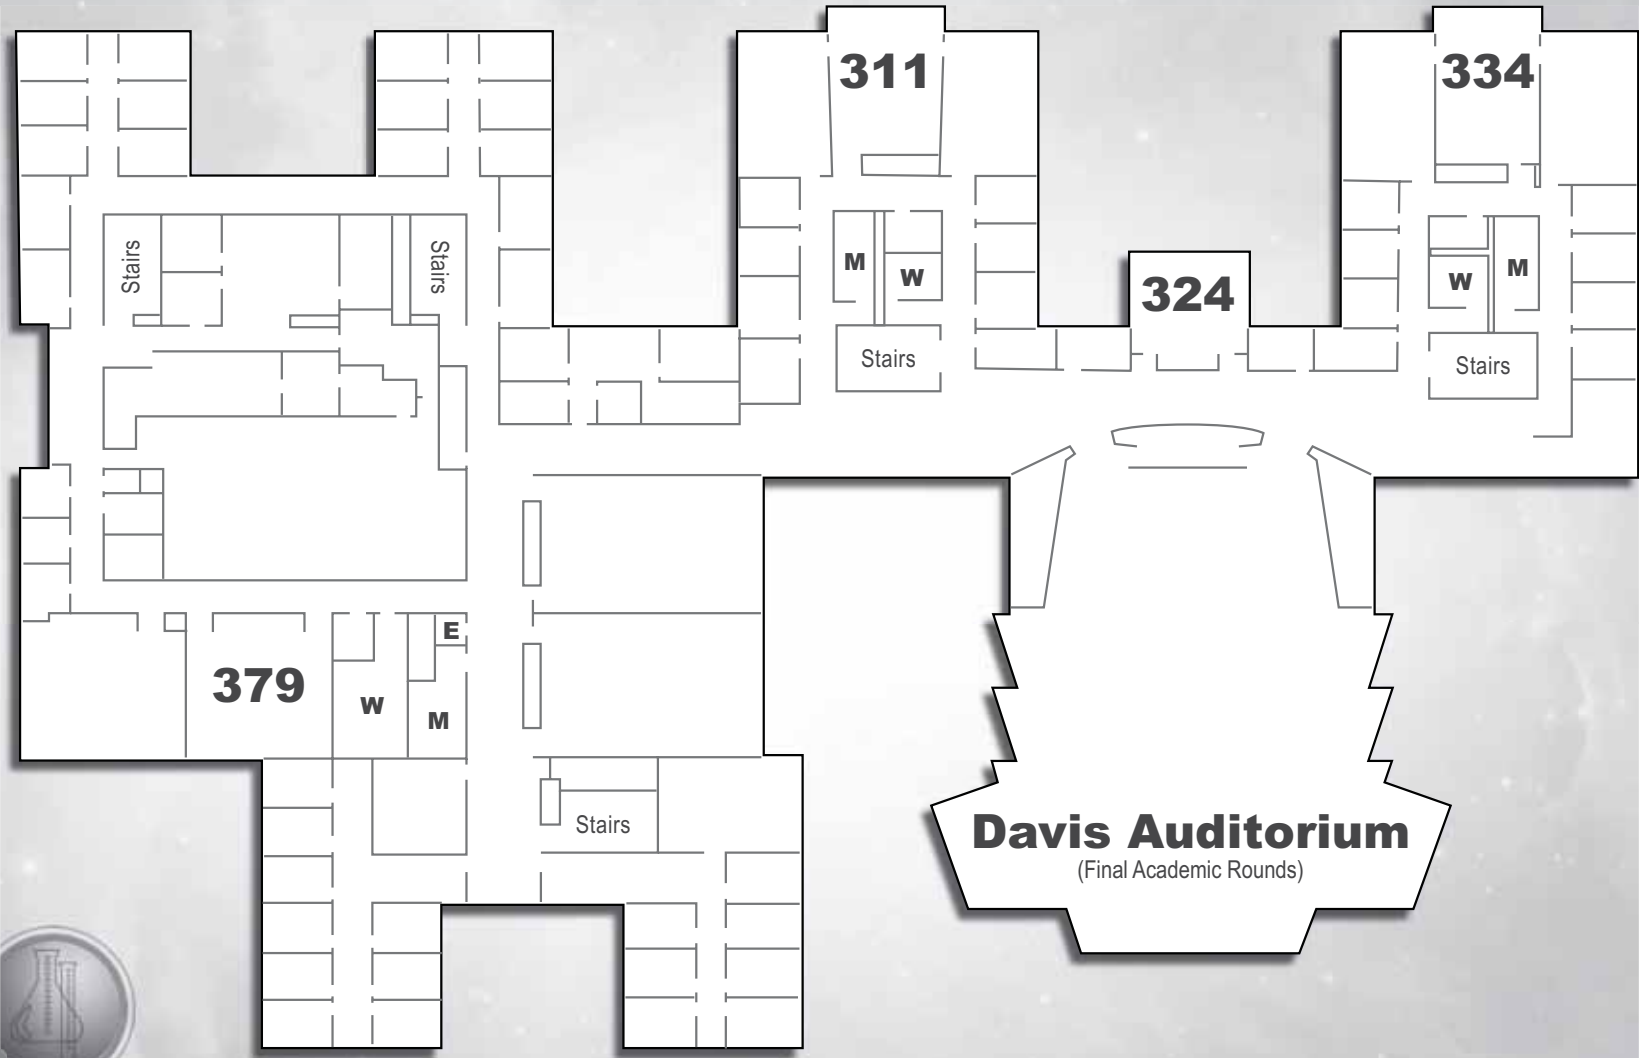 311
334
Stairs
Stairs
M
W
324
W
M
Stairs
Stairs
379
E
W
M
Stairs
Davis Auditorium
(Final Academic Rounds)